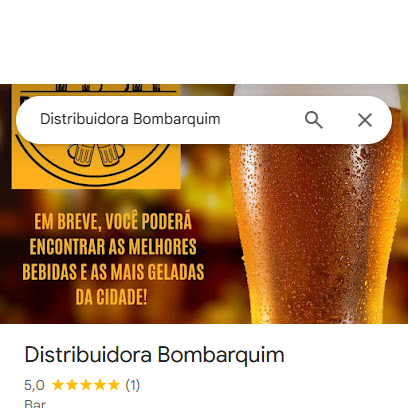 Distribuidora Bombarquim
EM BREVE, VOCÊ PODERÁ
ENCONTRAR AS MELHORES
BEBIDAS E AS MAIS GELADAS
DA CIDADE!
Distribuidora Bombarquim
5,0 ★★★★★ (1)
Bar